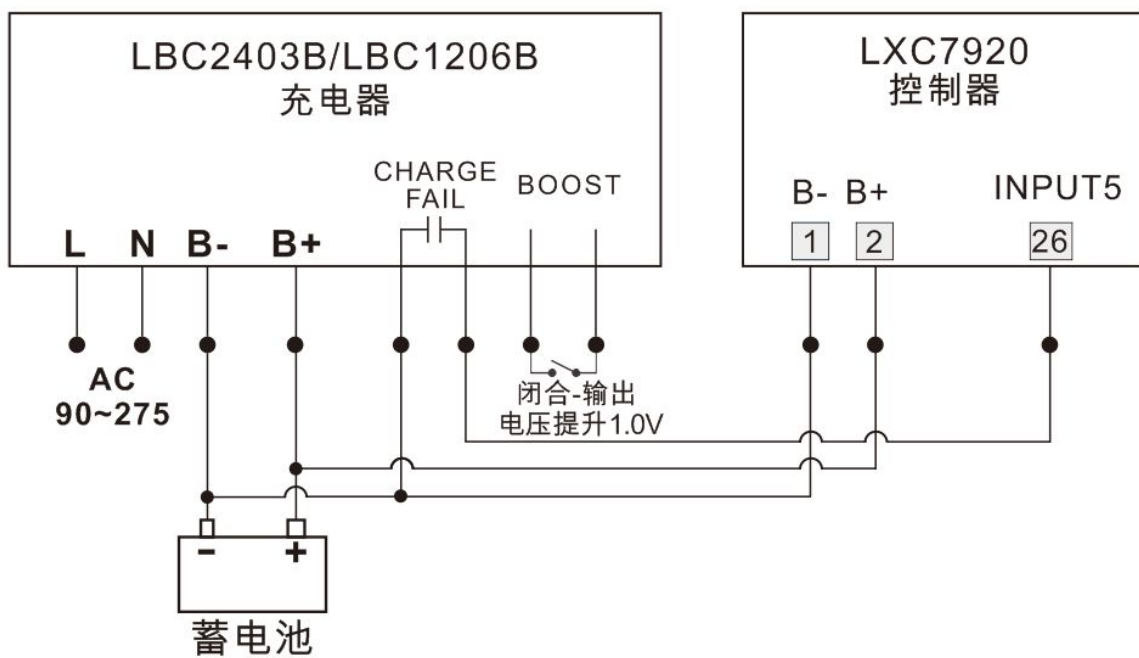 LBC2403B/LBC1206B
充电器
CHARGE
FAIL
BOOST
L N B- B+
AC
90~275
闭合-输出
电压提升1.0V
- +
蓄电池
LXC7920
控制器
B- B+ INPUT5
1 2 26